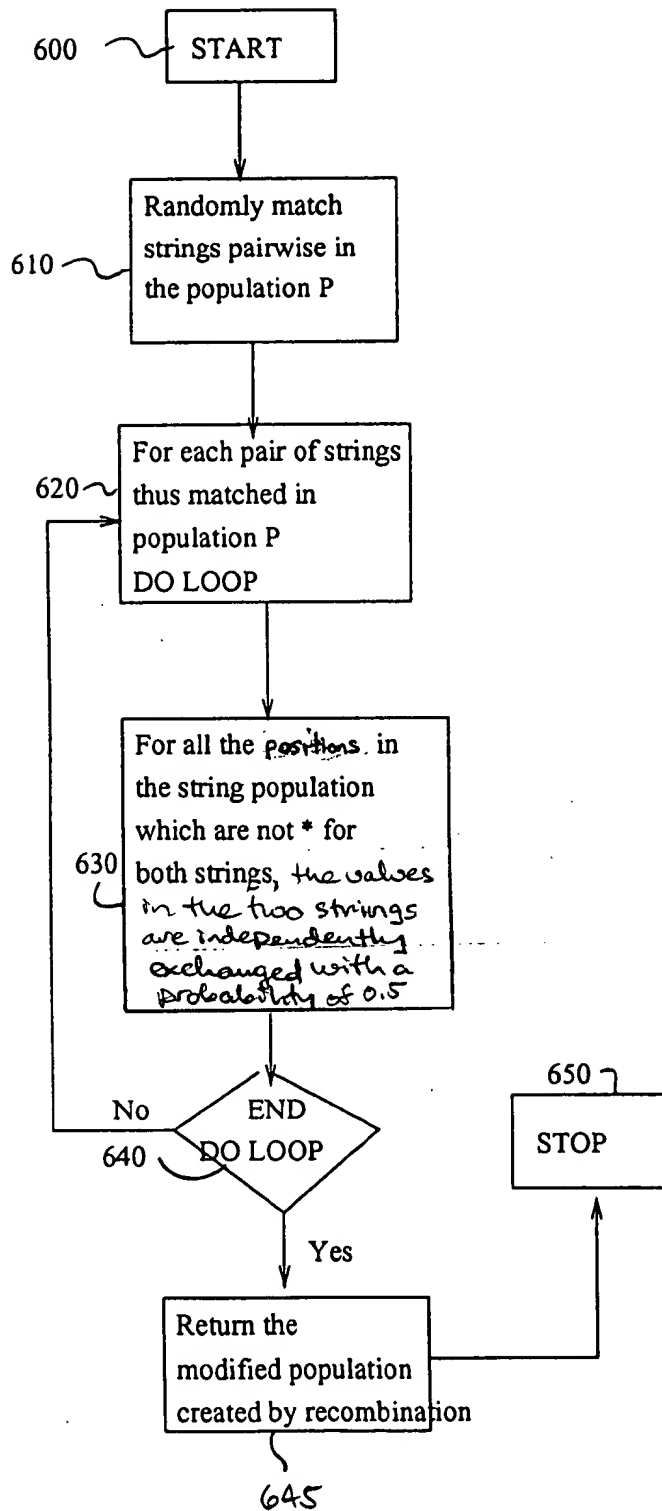 600
START
Randomly match
strings pairwise in
610
the population P
For each pair of strings
620
thus matched in
population P
DO LOOP
For all the positions in
the string population
which are not * for
630
both strings, the values
in the two strings
are independently
exchanged with a
probability of 0.5
650
No
END
STOP
640
DO LOOP
Yes
Return the
modified population
created by recombination
645